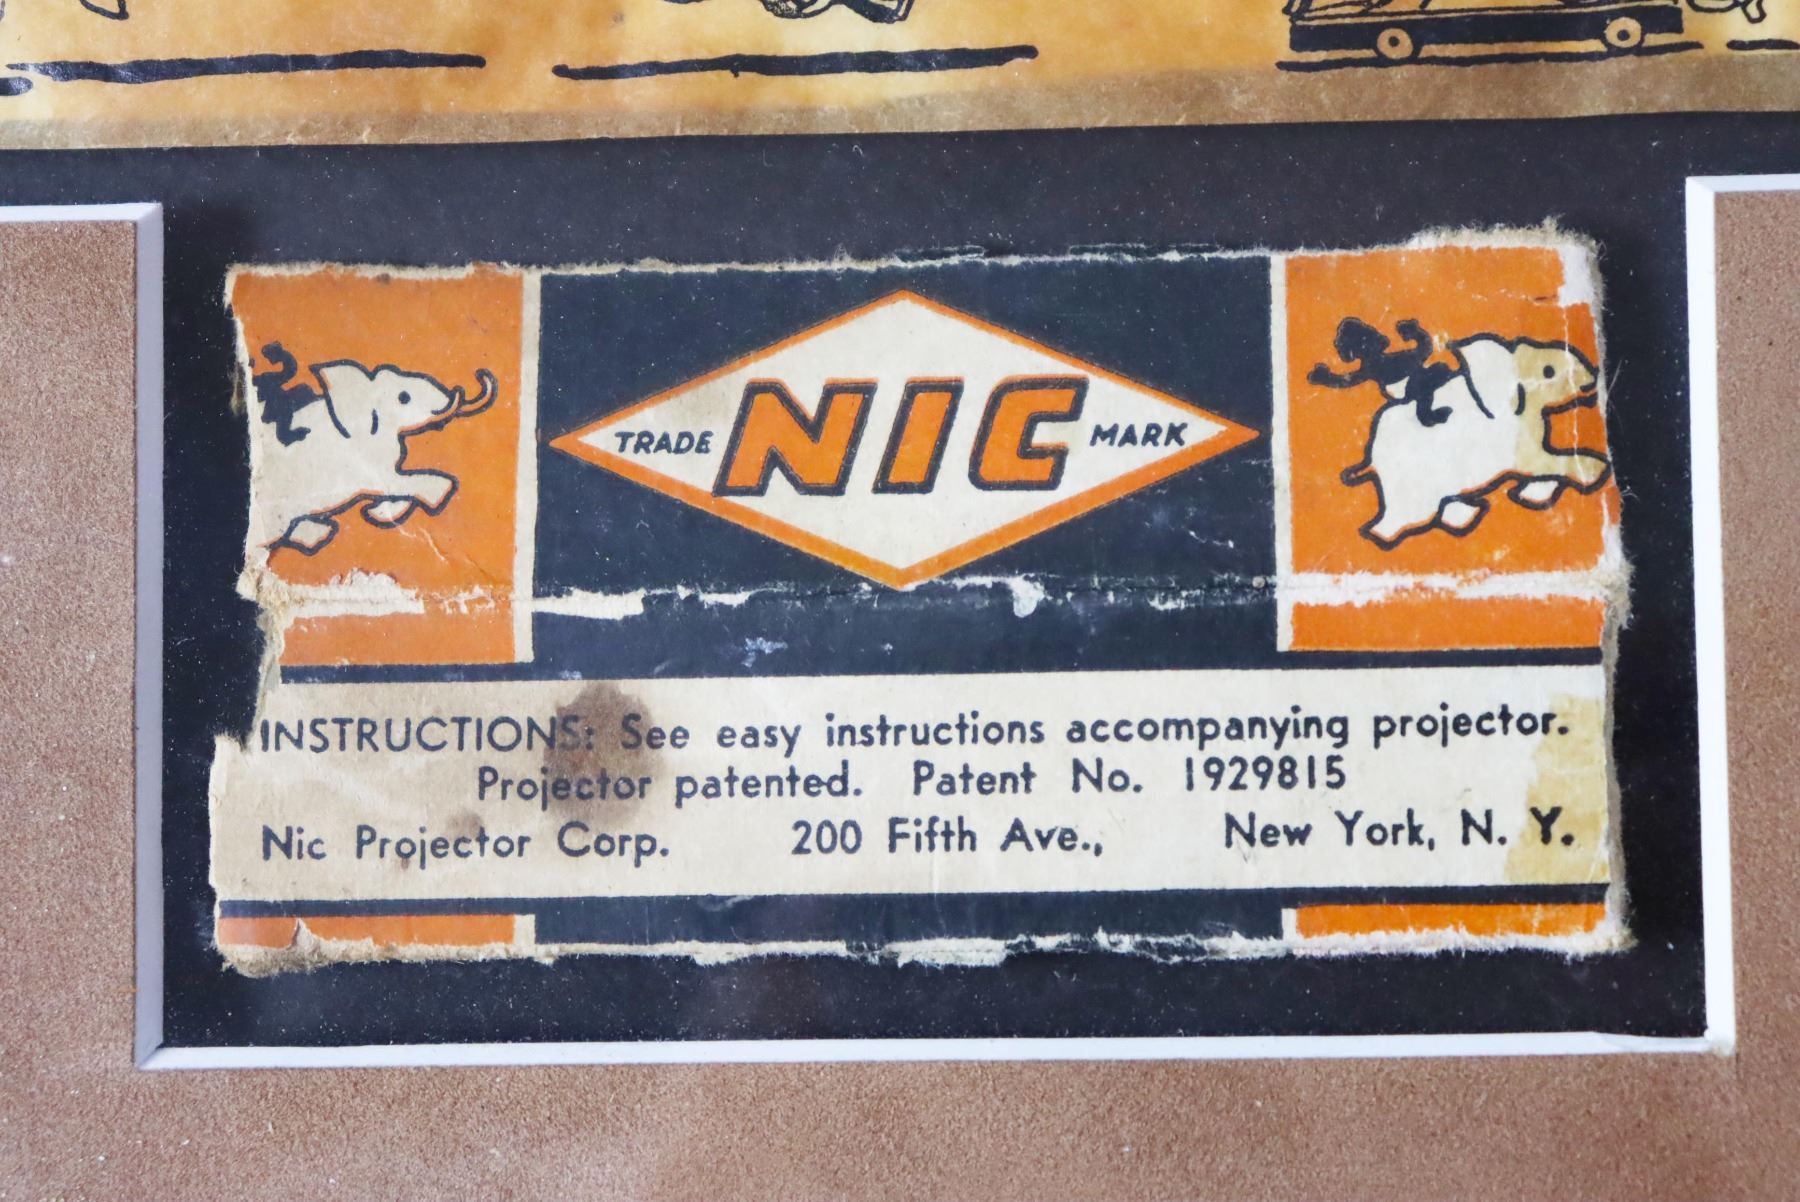 TRADE NIC MARK
INSTRUCTIONS: See easy instructions accompanying projector.
Projector patented. Patent No. 1929815
Nic Projector Corp. 200 Fifth Ave., New York, N. Y.